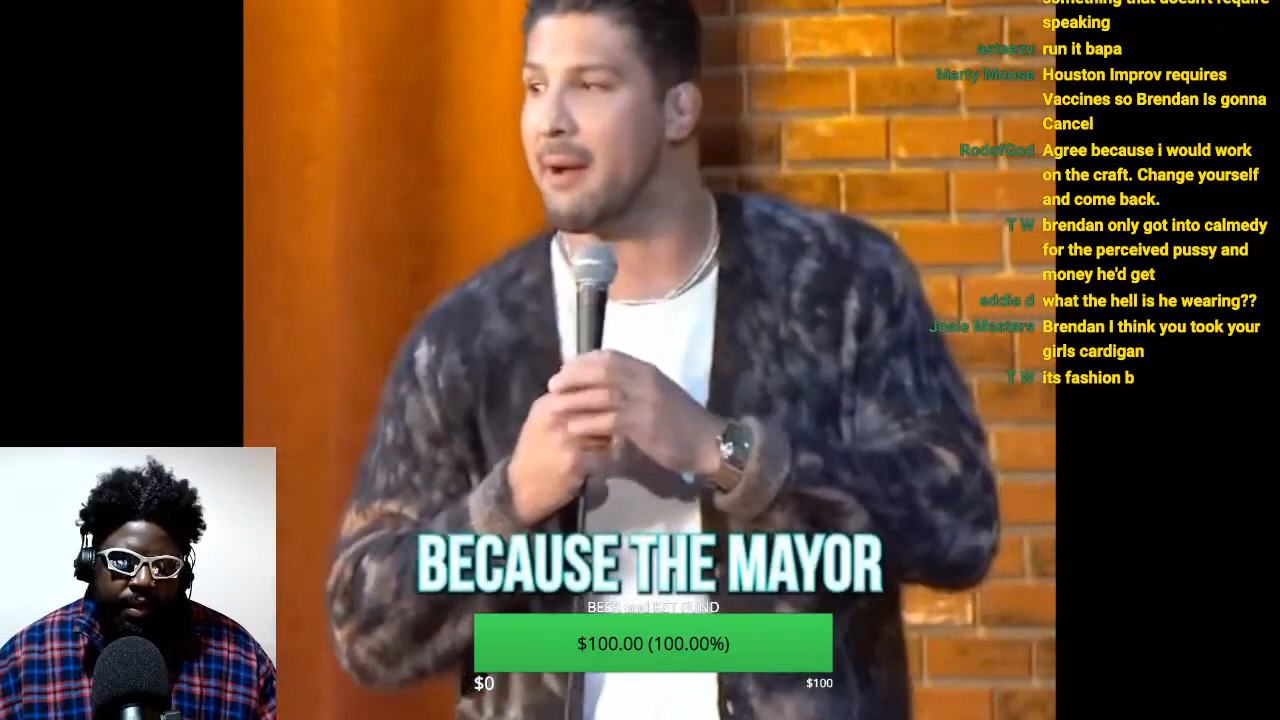 something that doesn't require
speaking
run it bapa
Marty Moose Houston Improv requires
Vaccines so Brendan Is gonna
Cancel
RodofGod Agree because i would work
on the craft. Change yourself
and come back.
T W brendan only got into calmedy
for the perceived pussy and
money he'd get
eddie d what the hell is he wearing??
Josie Masters Brendan I think you took your
girls cardigan
T W its fashion b
BECAUSE THE MAYOR
BEER and KET FUND
$100.00 (100.00%)
$0 $100